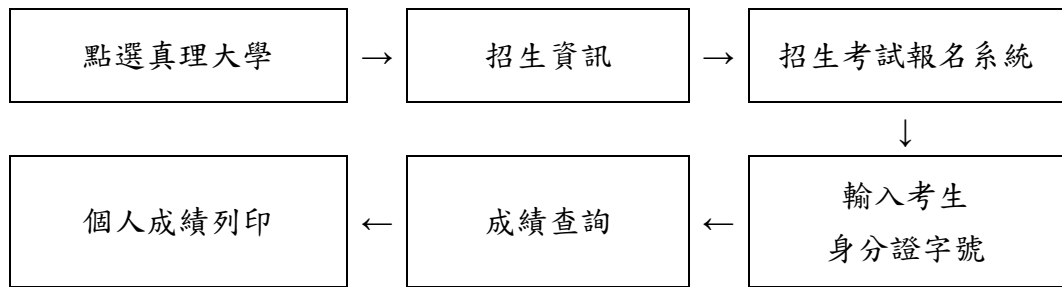 點選真理大學 → 招生資訊 → 招生考試報名系統
↓
個人成績列印 ← 成績查詢 ← 輸入考生
身分證字號